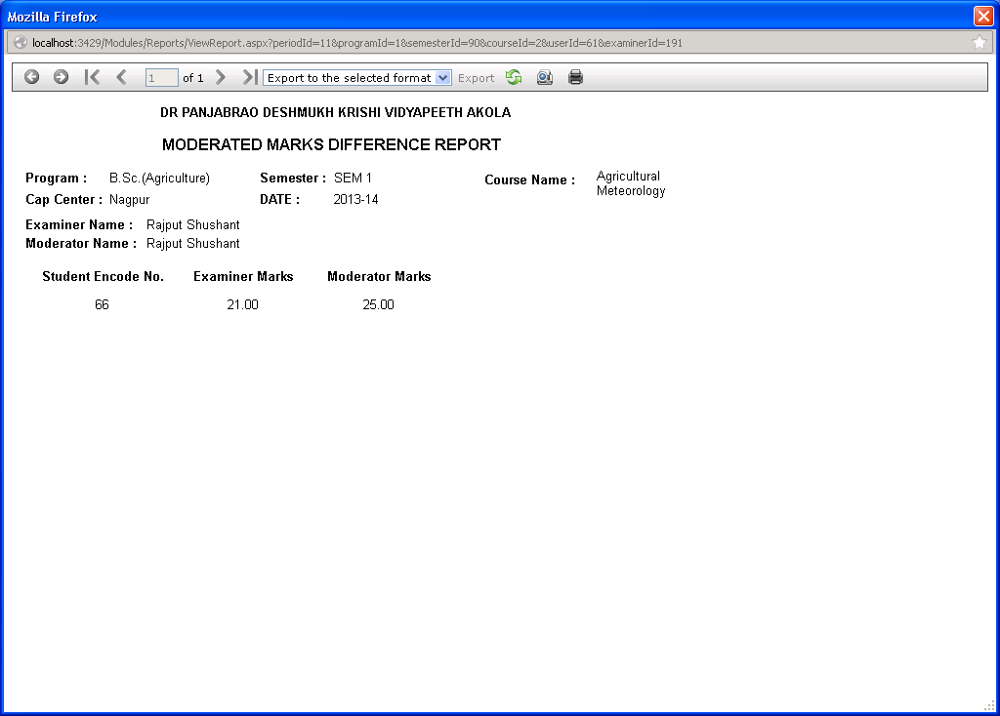 Mozilla Firefox
localhost:3429/Modules/Reports/ViewReport.aspx?periodId=11&programId=1&semesterId=90&courseId=2&userId=61&examinerId=191
1 of 1 Export to the selected format Export
DR PANJABRAO DESHMUKH KRISHI VIDYAPEETH AKOLA
MODERATED MARKS DIFFERENCE REPORT
Program : B.Sc.(Agriculture) Semester : SEM 1 Course Name : Agricultural
Meteorology
Cap Center : Nagpur DATE : 2013-14
Examiner Name : Rajput Shushant
Moderator Name : Rajput Shushant
Student Encode No. Examiner Marks Moderator Marks
66 21.00 25.00